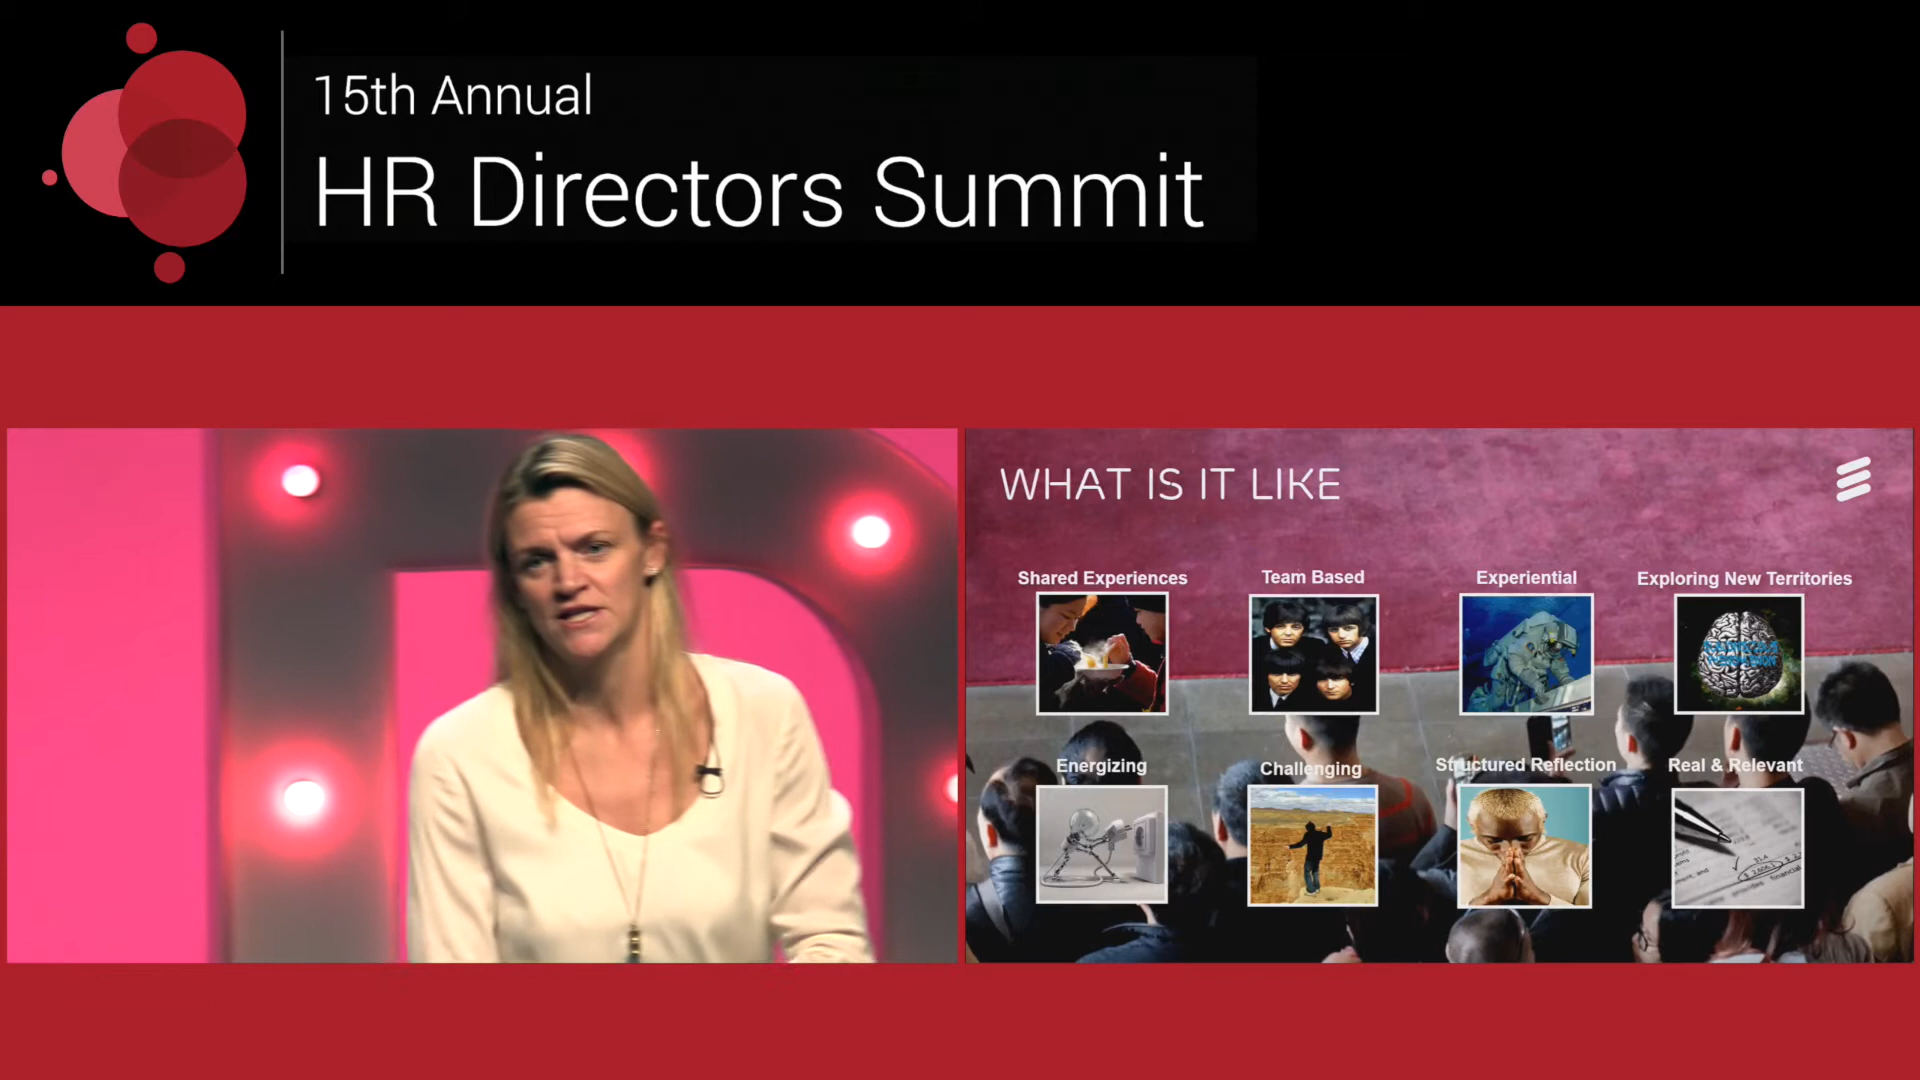 15th Annual
HR Directors Summit
WHAT IS IT LIKE
Shared Experiences
Team Based
Experiential
Exploring New Territories
Energizing
Challenging
Structured Reflection
Real & Relevant